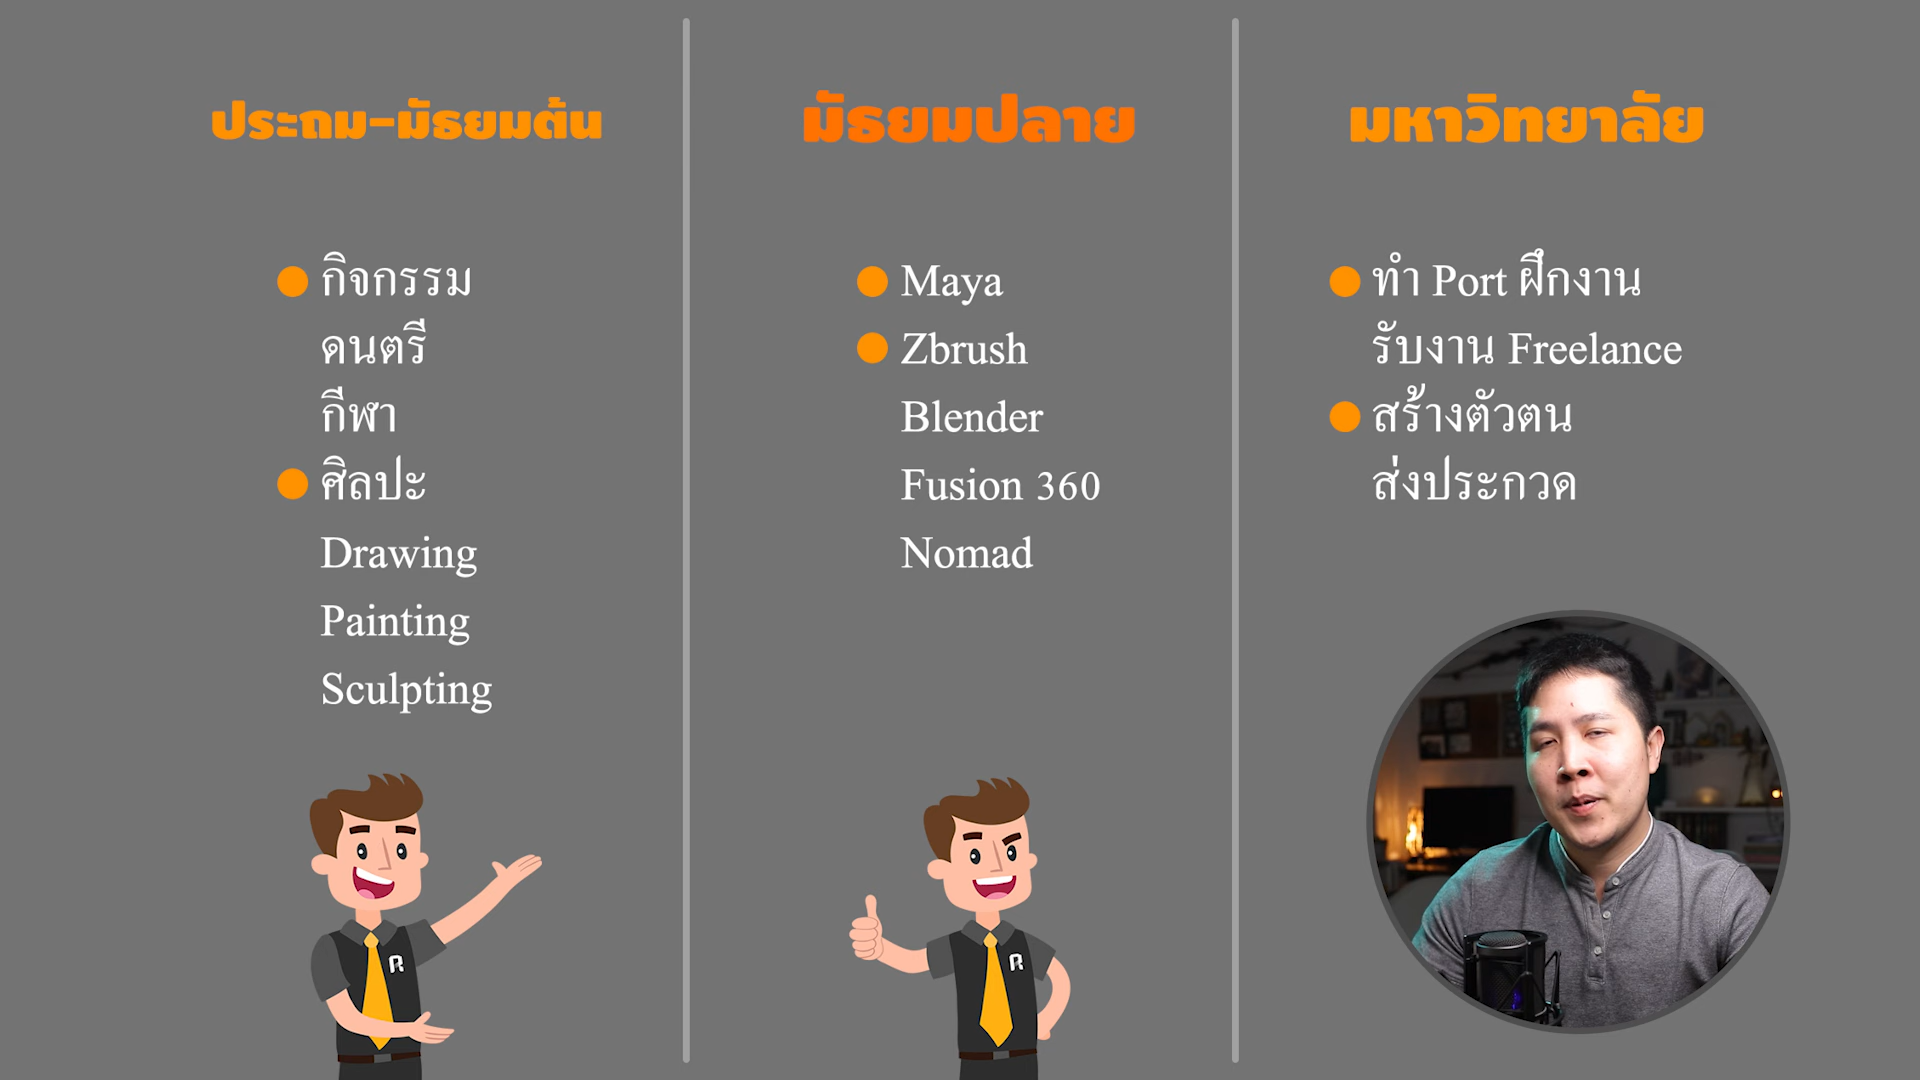 ประถม-มัธยมต้น
กิจกรรม
ดนตรี
กีฬา
ศิลปะ
Drawing
Painting
Sculpting
มัธยมปลาย
Maya
Zbrush
Blender
Fusion 360
Nomad
มหาวิทยาลัย
ทำ Port ฝึกงาน
รับงาน Freelance
สร้างตัวตน
ส่งประกวด
R
R